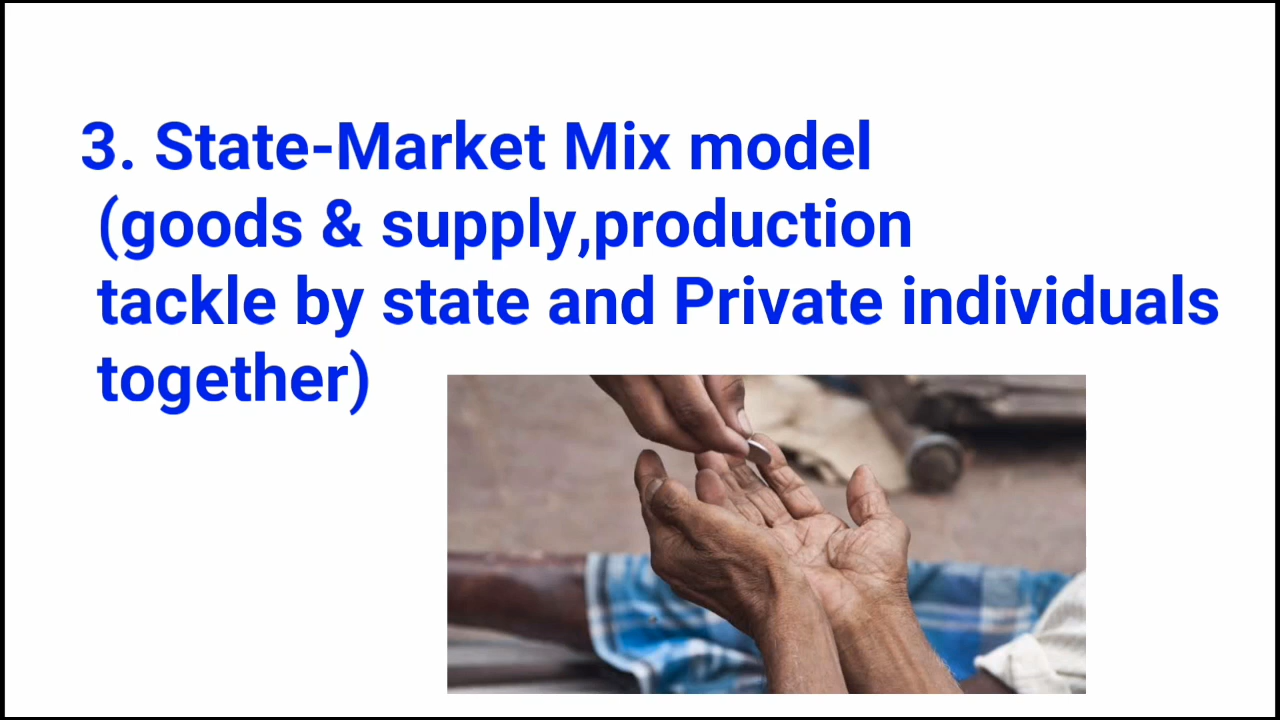 3. State-Market Mix model
(goods & supply,production
tackle by state and Private individuals
together)